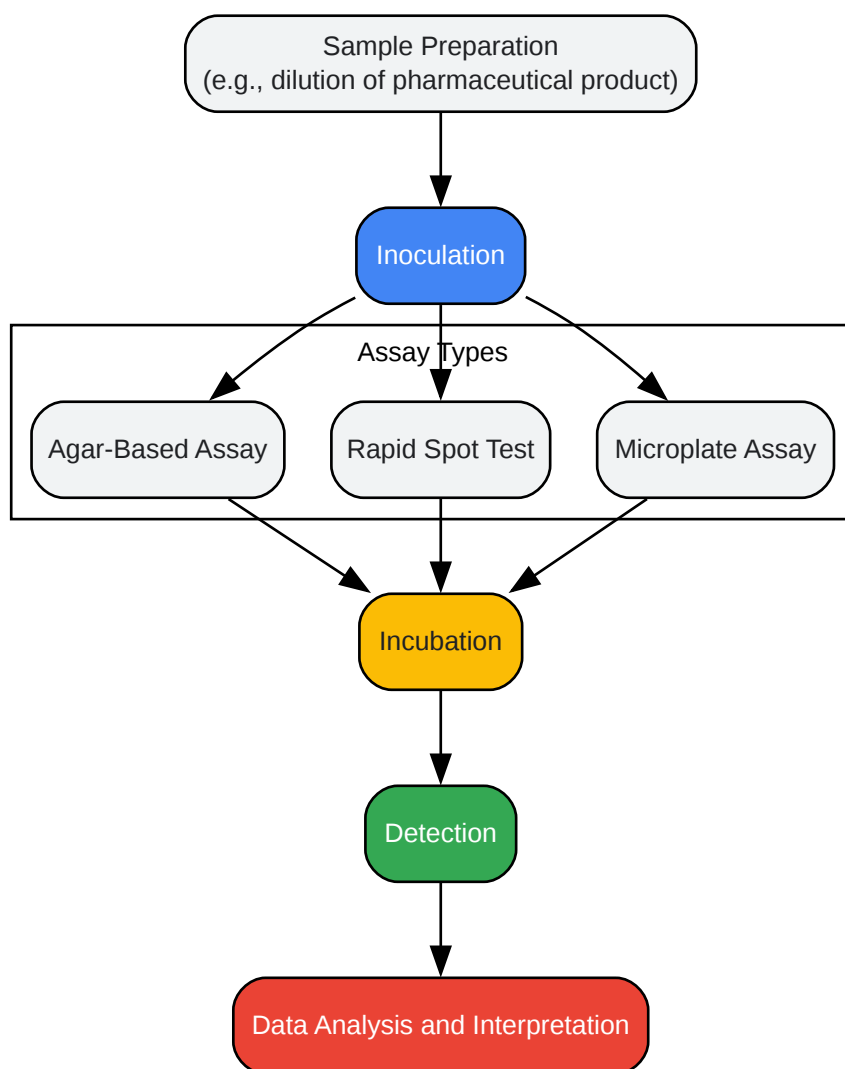 Sample Preparation
(e.g., dilution of pharmaceutical product)
Inoculation
Assay Types
Agar-Based Assay
Rapid Spot Test
Microplate Assay
Incubation
Detection
Data Analysis and Interpretation